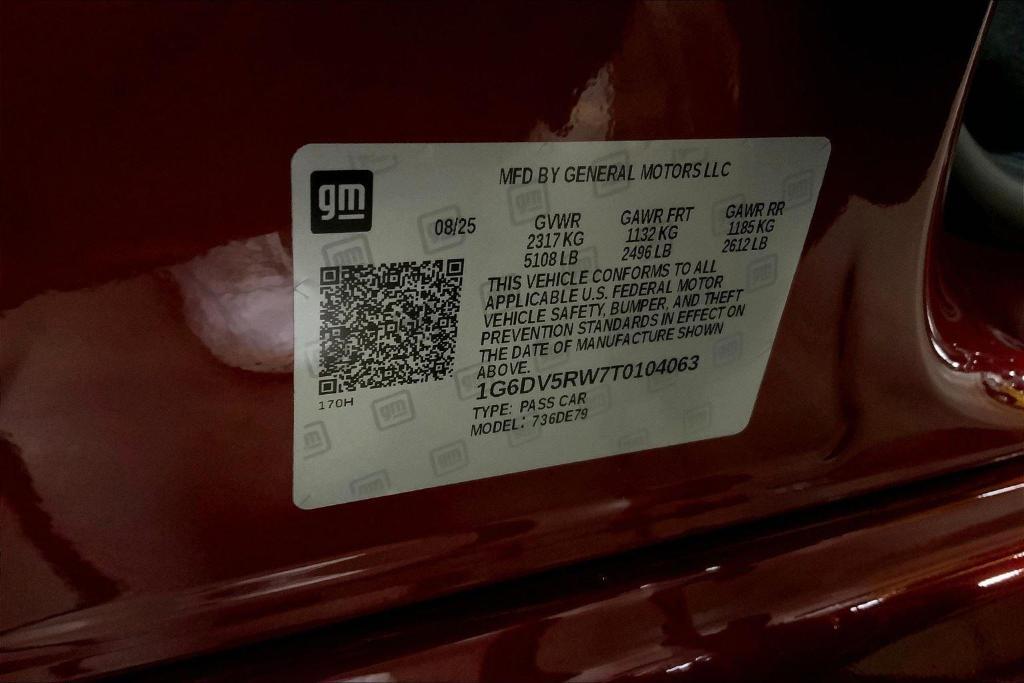 gm
MFD BY GENERAL MOTORS LLC
08/25
GVWR
2317 KG
5108 LB
GAWR FRT
1132 KG
2496 LB
GAWR RR
1185 KG
2612 LB
THIS VEHICLE CONFORMS TO ALL
APPLICABLE U.S. FEDERAL MOTOR
VEHICLE SAFETY, BUMPER, AND THEFT
PREVENTION STANDARDS IN EFFECT ON
THE DATE OF MANUFACTURE SHOWN
ABOVE.
1G6DV5RW7T0104063
TYPE: PASS CAR
MODEL: 736DE79
170H